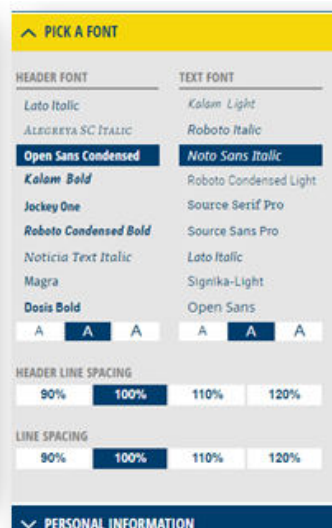 PICK A FONT
HEADER FONT TEXT FONT
Lato Italic Kalam Light
Alegreya SC Italic Roboto Italic
Open Sans Condensed Noto Sans Italic
Kalam Bold Roboto Condensed Light
Jockey One Source Serif Pro
Roboto Condensed Bold Source Sans Pro
Noticia Text Italic Lato Italic
Magra Signika-Light
Dosis Bold Open Sans
A A A A A A
HEADER LINE SPACING
90% 100% 110% 120%
LINE SPACING
90% 100% 110% 120%
PERSONAL INFORMATION